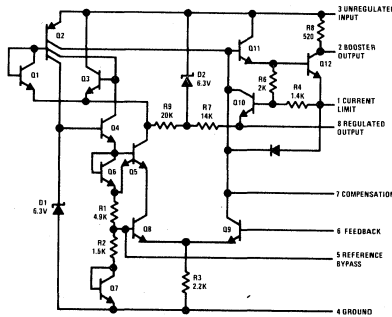 3 UNREGULATED
INPUT
R8
520
Q2
Q11
2 BOOSTER
OUTPUT
Q12
Q1
Q3
D2
6.3V
R6
2K
Q10
R4
1.4K
1 CURRENT
LIMIT
R9
20K
R7
14K
8 REGULATED
OUTPUT
Q4
Q6
Q5
D1
6.3V
R1
4.9K
7 COMPENSATION
Q8
Q9
6 FEEDBACK
R2
1.5K
5 REFERENCE
BYPASS
R3
2.2K
Q7
4 GROUND